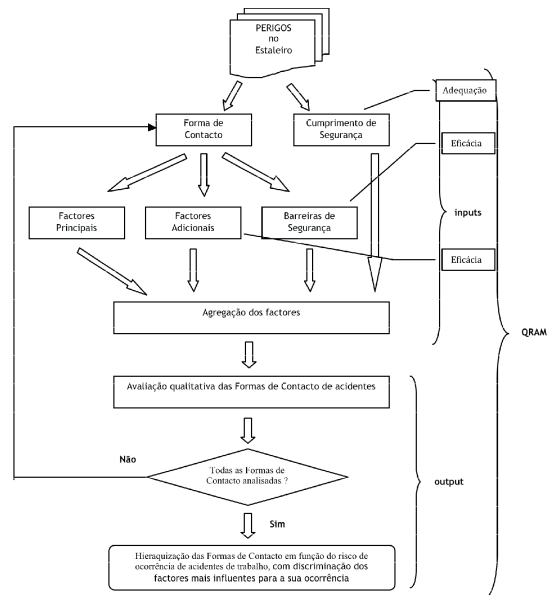 PERIGOS
no
Estaleiro
Adequação
Forma de
Contacto
Cumprimento de
Segurança
Eficácia
Factores
Principais
Factores
Adicionais
Barreiras de
Segurança
inputs
Eficácia
Agregação dos factores
QRAM
Avaliação qualitativa das Formas de Contacto de acidentes
Não
Todas as Formas de
Contacto analisadas ?
output
Sim
Hieraquização das Formas de Contacto em função do risco de
ocorrência de acidentes de trabalho, com discriminação dos
factores mais influentes para a sua ocorrência